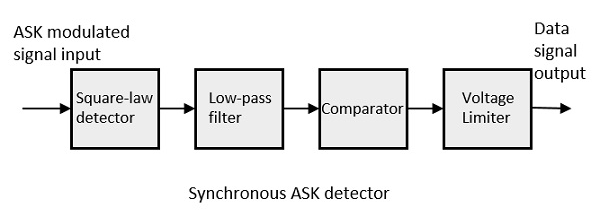 ASK modulated
signal input
Data
signal
output
Square-law
detector
Low-pass
filter
Comparator
Voltage
Limiter
Synchronous ASK detector